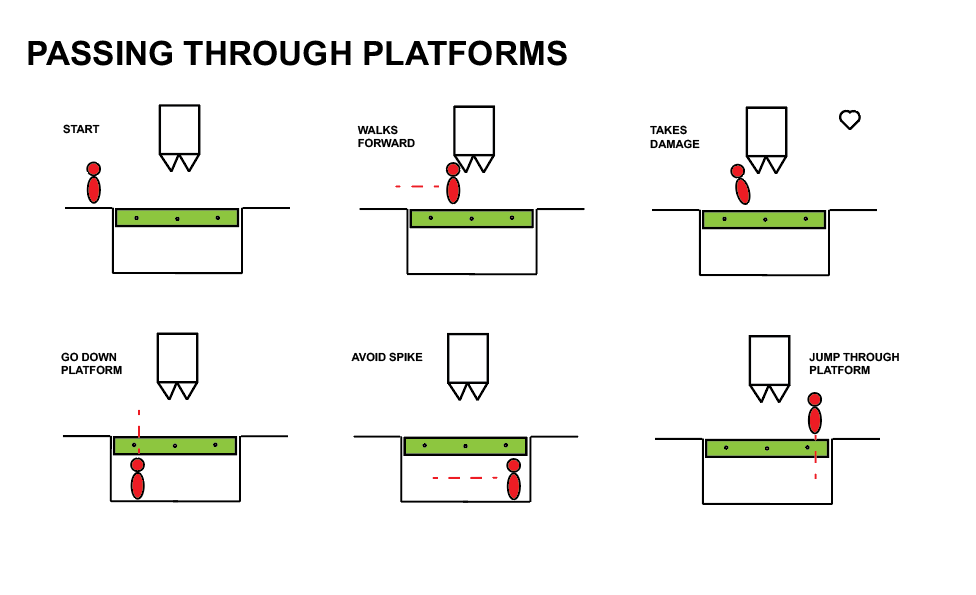 PASSING THROUGH PLATFORMS
START
WALKS
FORWARD
TAKES
DAMAGE
GO DOWN
PLATFORM
AVOID SPIKE
JUMP THROUGH
PLATFORM